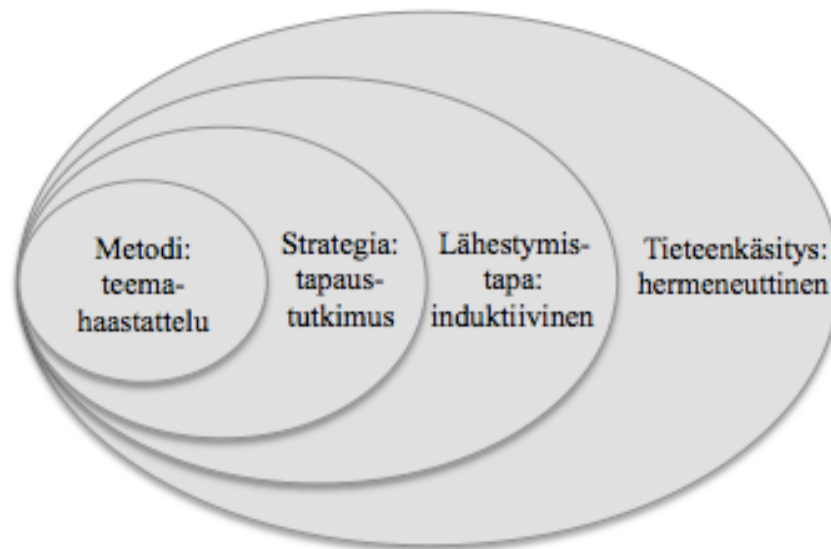 Metodi:
teema-
haastattelu
Strategia:
tapaus-
tutkimus
Lähestymis-
tapa:
induktiivinen
Tieteenkäsitys:
hermeneuttinen